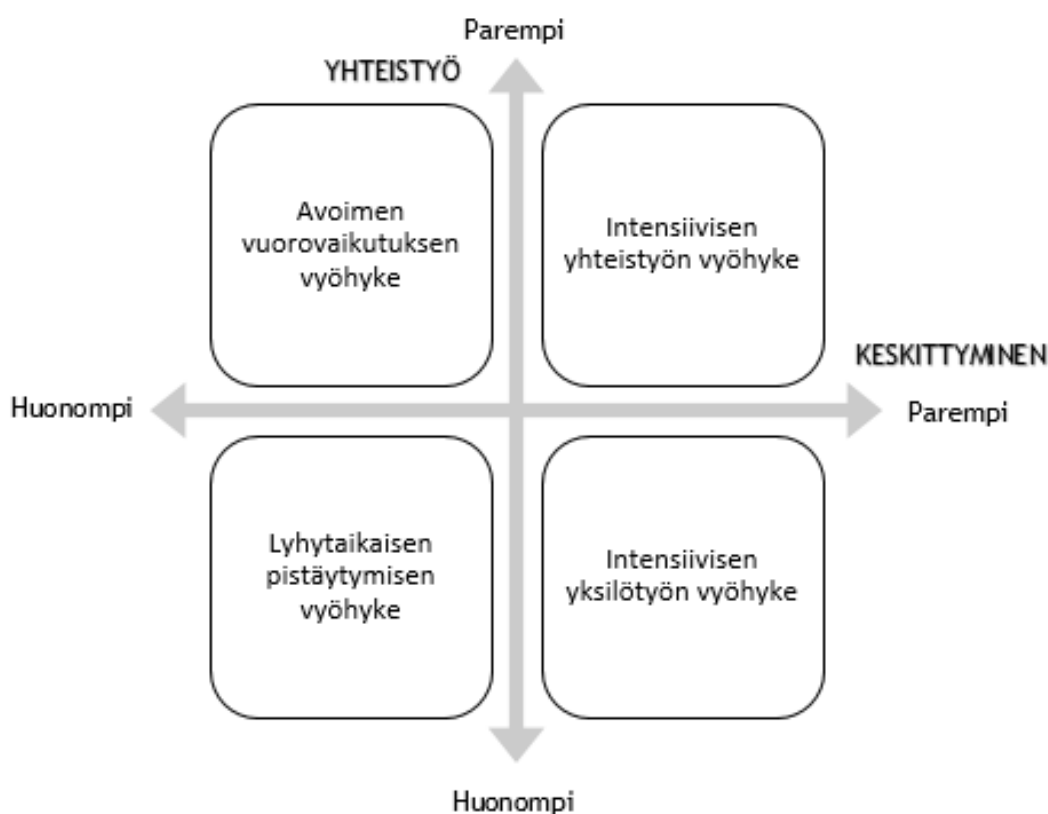 Parempi
YHTEISTYÖ
Avoimen
vuorovaikutuksen
vyöhyke
Intensiivisen
yhteistyön vyöhyke
KESKITTYMINEN
Huonompi
Parempi
Lyhytaikaisen
pistäytymisen
vyöhyke
Intensiivisen
yksilötyön vyöhyke
Huonompi